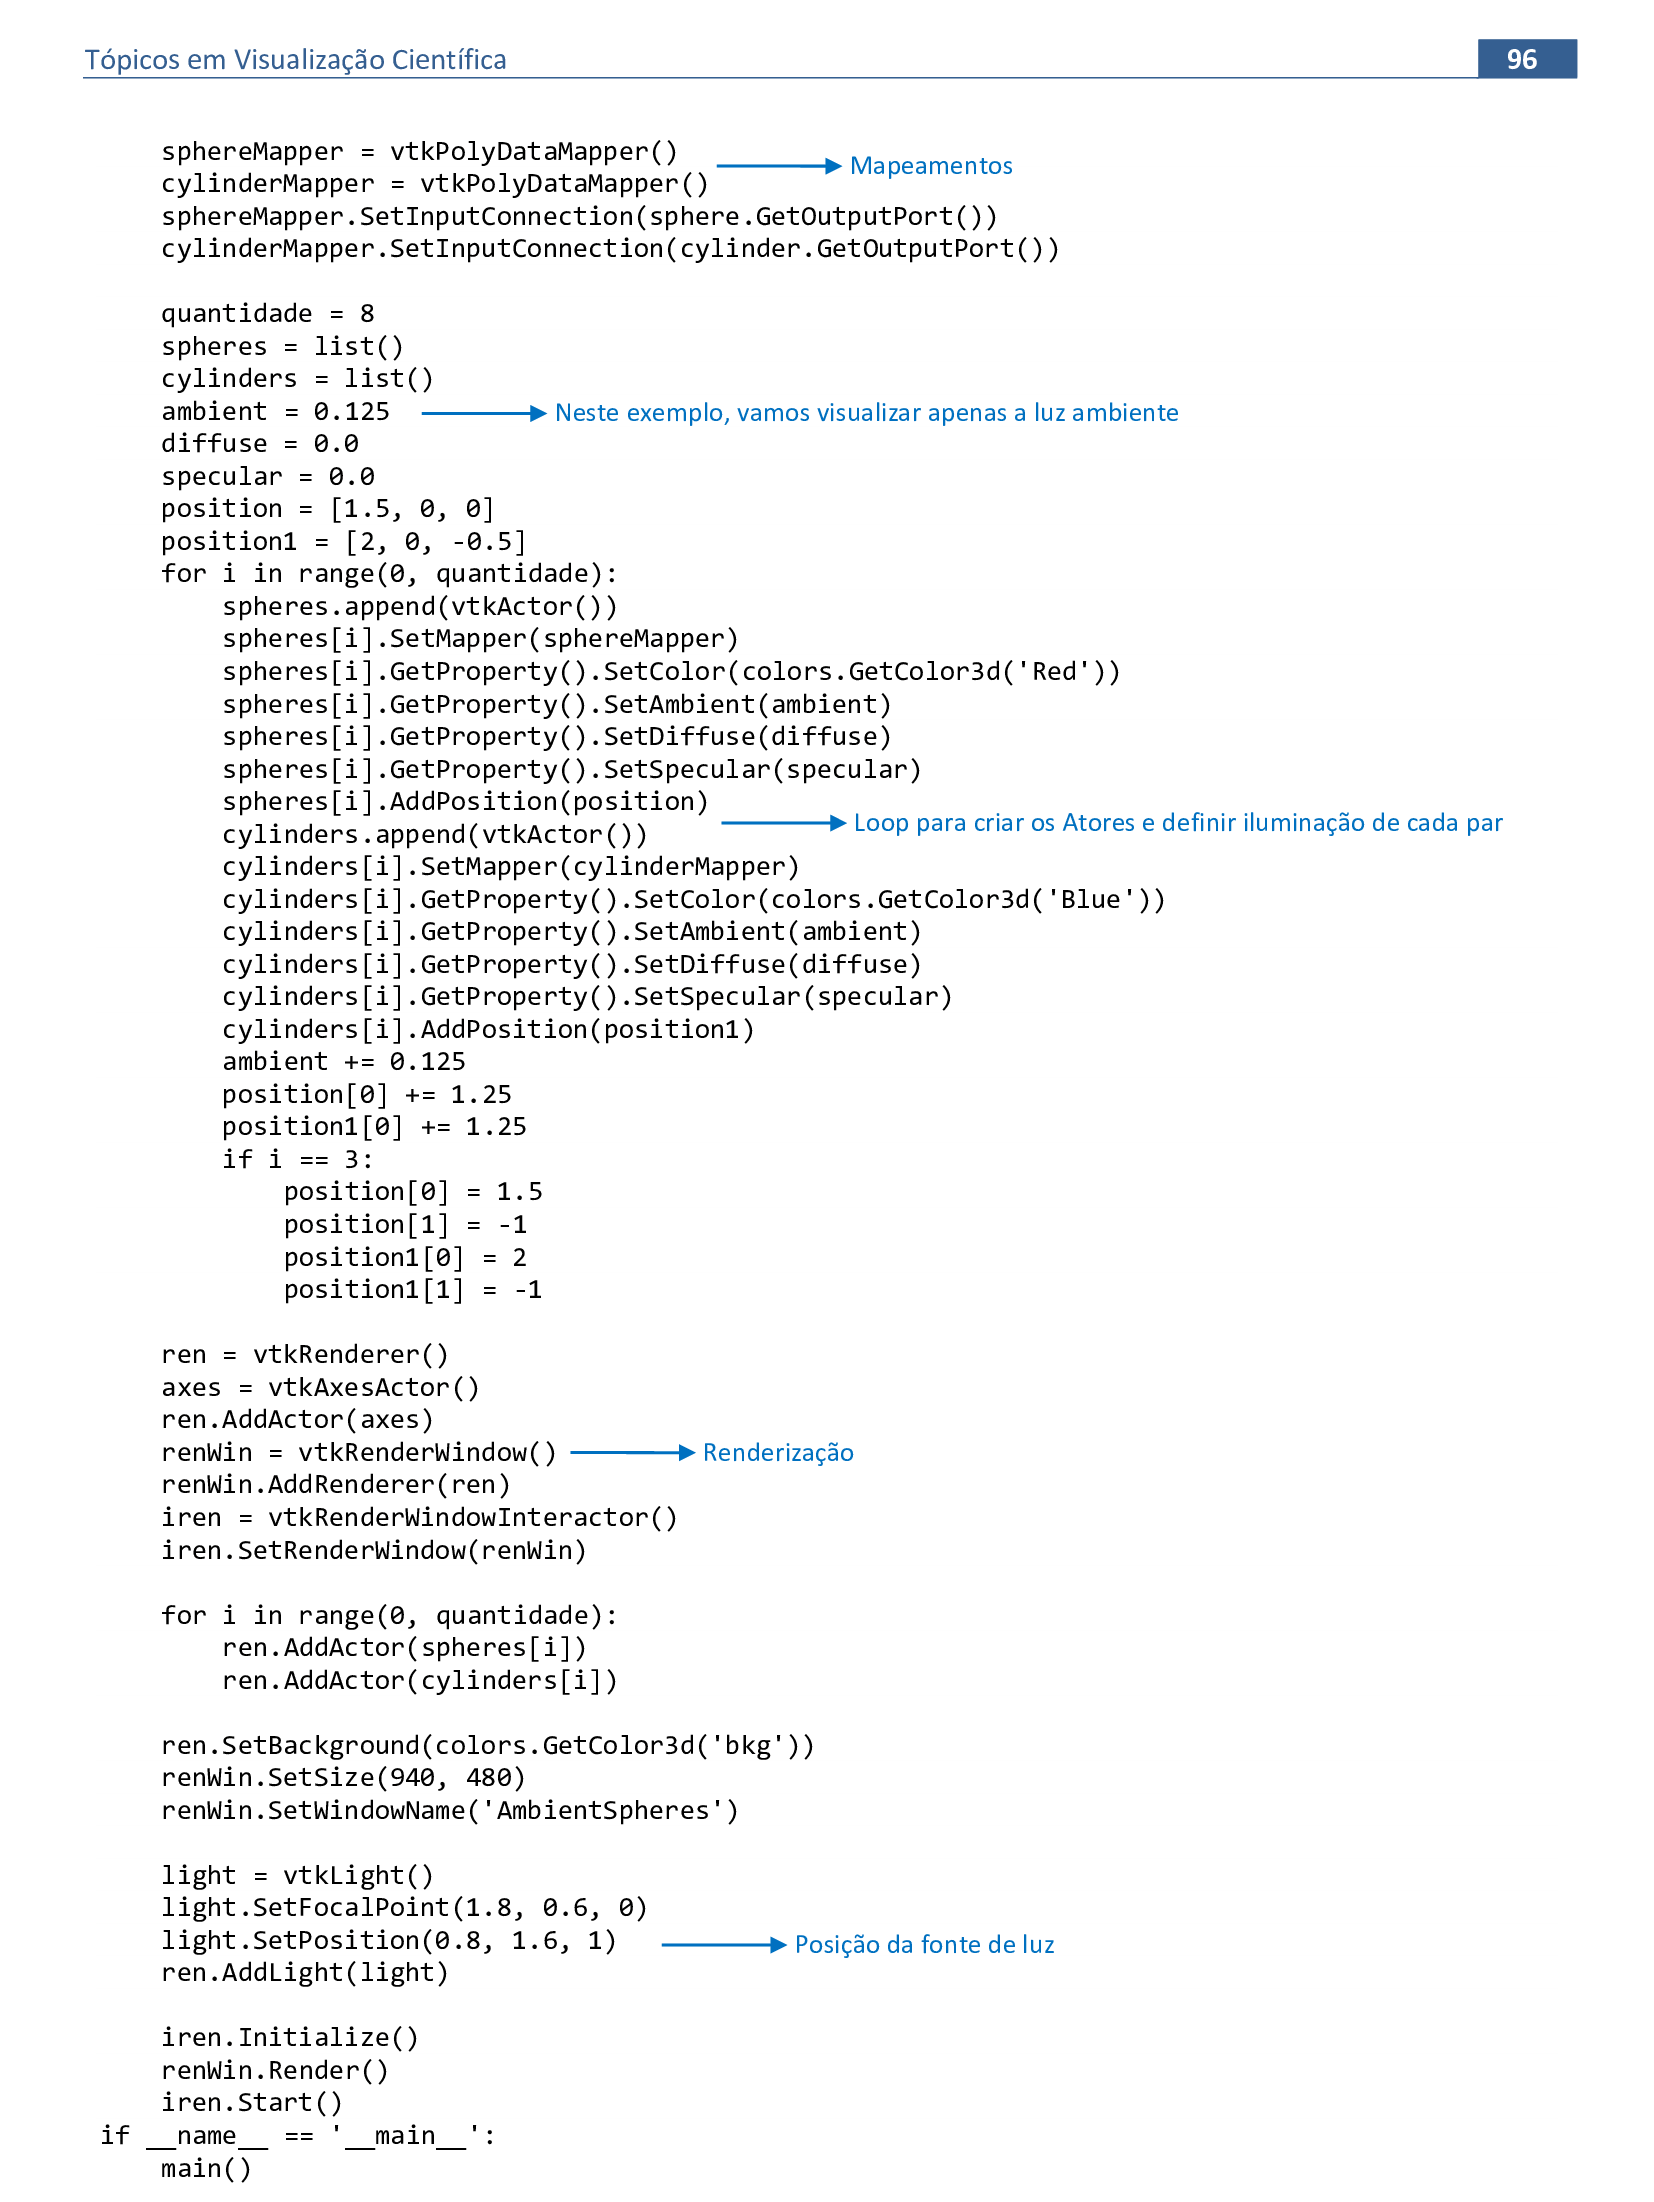 Tópicos em Visualização Científica 96
    sphereMapper = vtkPolyDataMapper()
Mapeamentos
    cylinderMapper = vtkPolyDataMapper()
    sphereMapper.SetInputConnection(sphere.GetOutputPort())
    cylinderMapper.SetInputConnection(cylinder.GetOutputPort())

    quantidade = 8
    spheres = list()
    cylinders = list()
    ambient = 0.125 Neste exemplo, vamos visualizar apenas a luz ambiente
    diffuse = 0.0
    specular = 0.0
    position = [1.5, 0, 0]
    position1 = [2, 0, -0.5]
    for i in range(0, quantidade):
        spheres.append(vtkActor())
        spheres[i].SetMapper(sphereMapper)
        spheres[i].GetProperty().SetColor(colors.GetColor3d('Red'))
        spheres[i].GetProperty().SetAmbient(ambient)
        spheres[i].GetProperty().SetDiffuse(diffuse)
        spheres[i].GetProperty().SetSpecular(specular)
        spheres[i].AddPosition(position)
Loop para criar os Atores e definir iluminação de cada par
        cylinders.append(vtkActor())
        cylinders[i].SetMapper(cylinderMapper)
        cylinders[i].GetProperty().SetColor(colors.GetColor3d('Blue'))
        cylinders[i].GetProperty().SetAmbient(ambient)
        cylinders[i].GetProperty().SetDiffuse(diffuse)
        cylinders[i].GetProperty().SetSpecular(specular)
        cylinders[i].AddPosition(position1)
        ambient += 0.125
        position[0] += 1.25
        position1[0] += 1.25
        if i == 3:
            position[0] = 1.5
            position[1] = -1
            position1[0] = 2
            position1[1] = -1

    ren = vtkRenderer()
    axes = vtkAxesActor()
    ren.AddActor(axes)
    renWin = vtkRenderWindow() Renderização
    renWin.AddRenderer(ren)
    iren = vtkRenderWindowInteractor()
    iren.SetRenderWindow(renWin)

    for i in range(0, quantidade):
        ren.AddActor(spheres[i])
        ren.AddActor(cylinders[i])

    ren.SetBackground(colors.GetColor3d('bkg'))
    renWin.SetSize(940, 480)
    renWin.SetWindowName('AmbientSpheres')

    light = vtkLight()
    light.SetFocalPoint(1.8, 0.6, 0)
    light.SetPosition(0.8, 1.6, 1) Posição da fonte de luz
    ren.AddLight(light)

    iren.Initialize()
    renWin.Render()
    iren.Start()
if __name__ == '__main__':
    main()